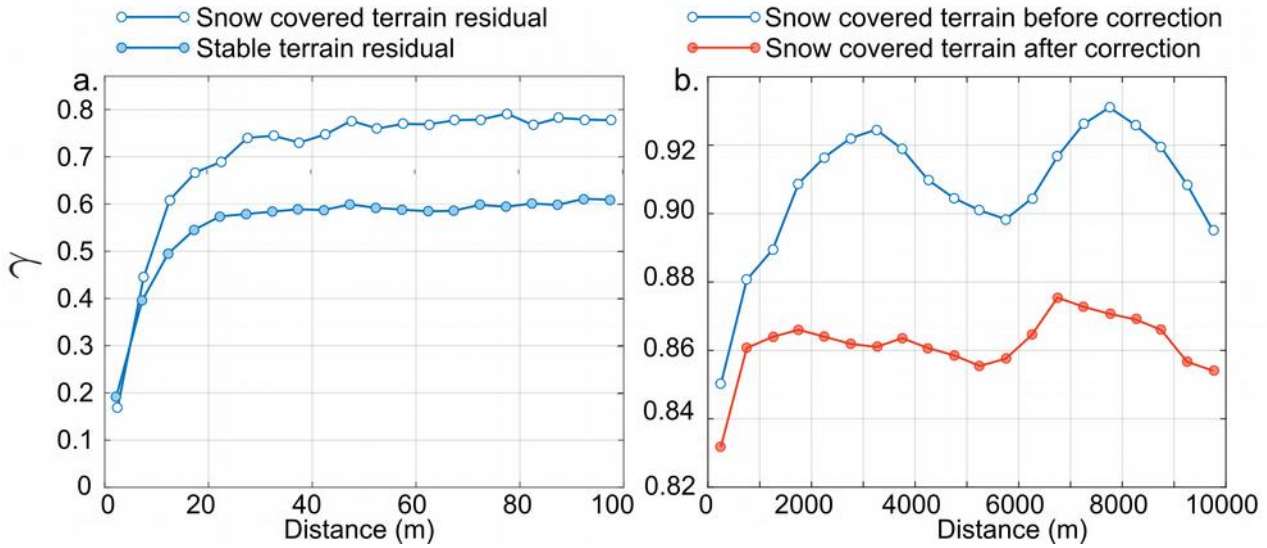 Snow covered terrain residual
Stable terrain residual
Snow covered terrain before correction
Snow covered terrain after correction
a.
0.8
0.7
0.6
0.5
0.4
0.3
0.2
0.1
0
γ
0 20 40 60 80 100
Distance (m)
b.
0.92
0.90
0.88
0.86
0.84
0.82
0 2000 4000 6000 8000 10000
Distance (m)